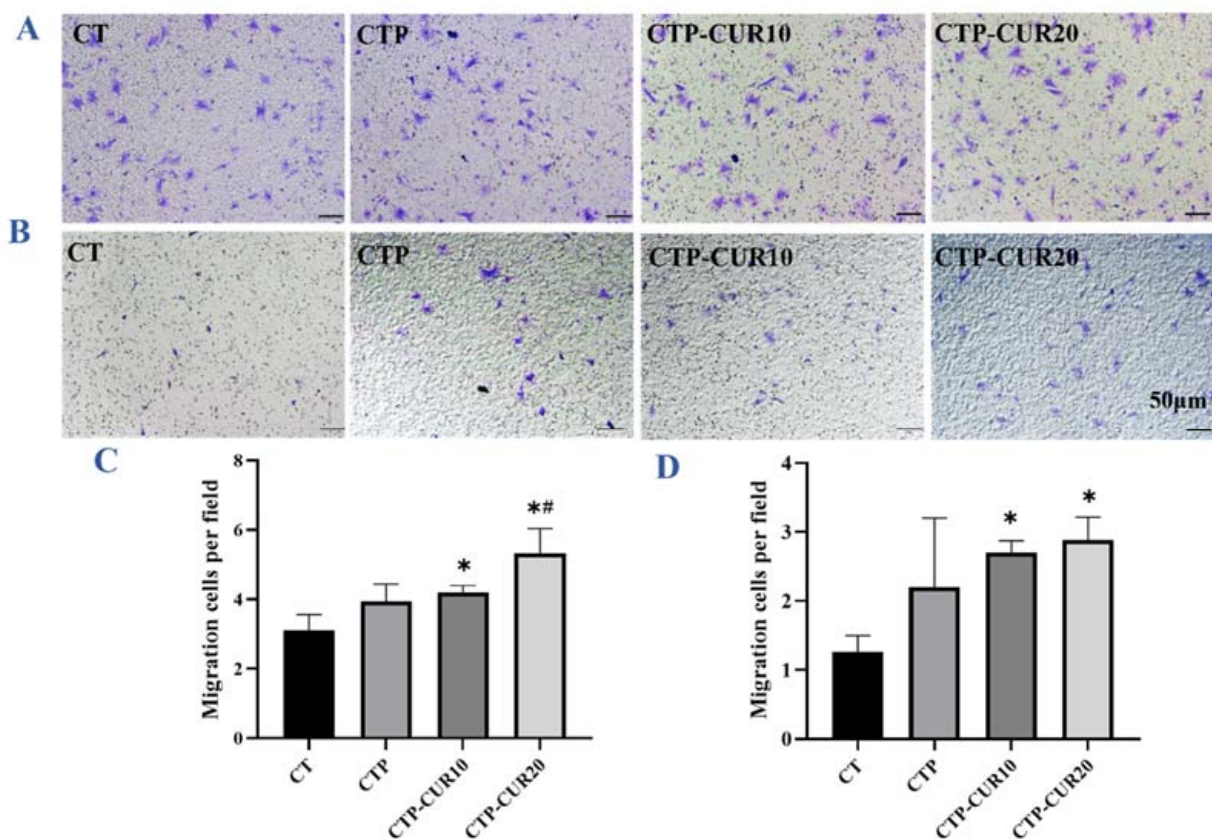 A
CT
CTP
CTP-CUR10
CTP-CUR20
B
CT
CTP
CTP-CUR10
CTP-CUR20
50μm
C
Migration cells per field
8
6
4
2
0
*
*#
CT
CTP
CTP-CUR10
CTP-CUR20
D
Migration cells per field
4
3
2
1
0
*
*
CT
CTP
CTP-CUR10
CTP-CUR20